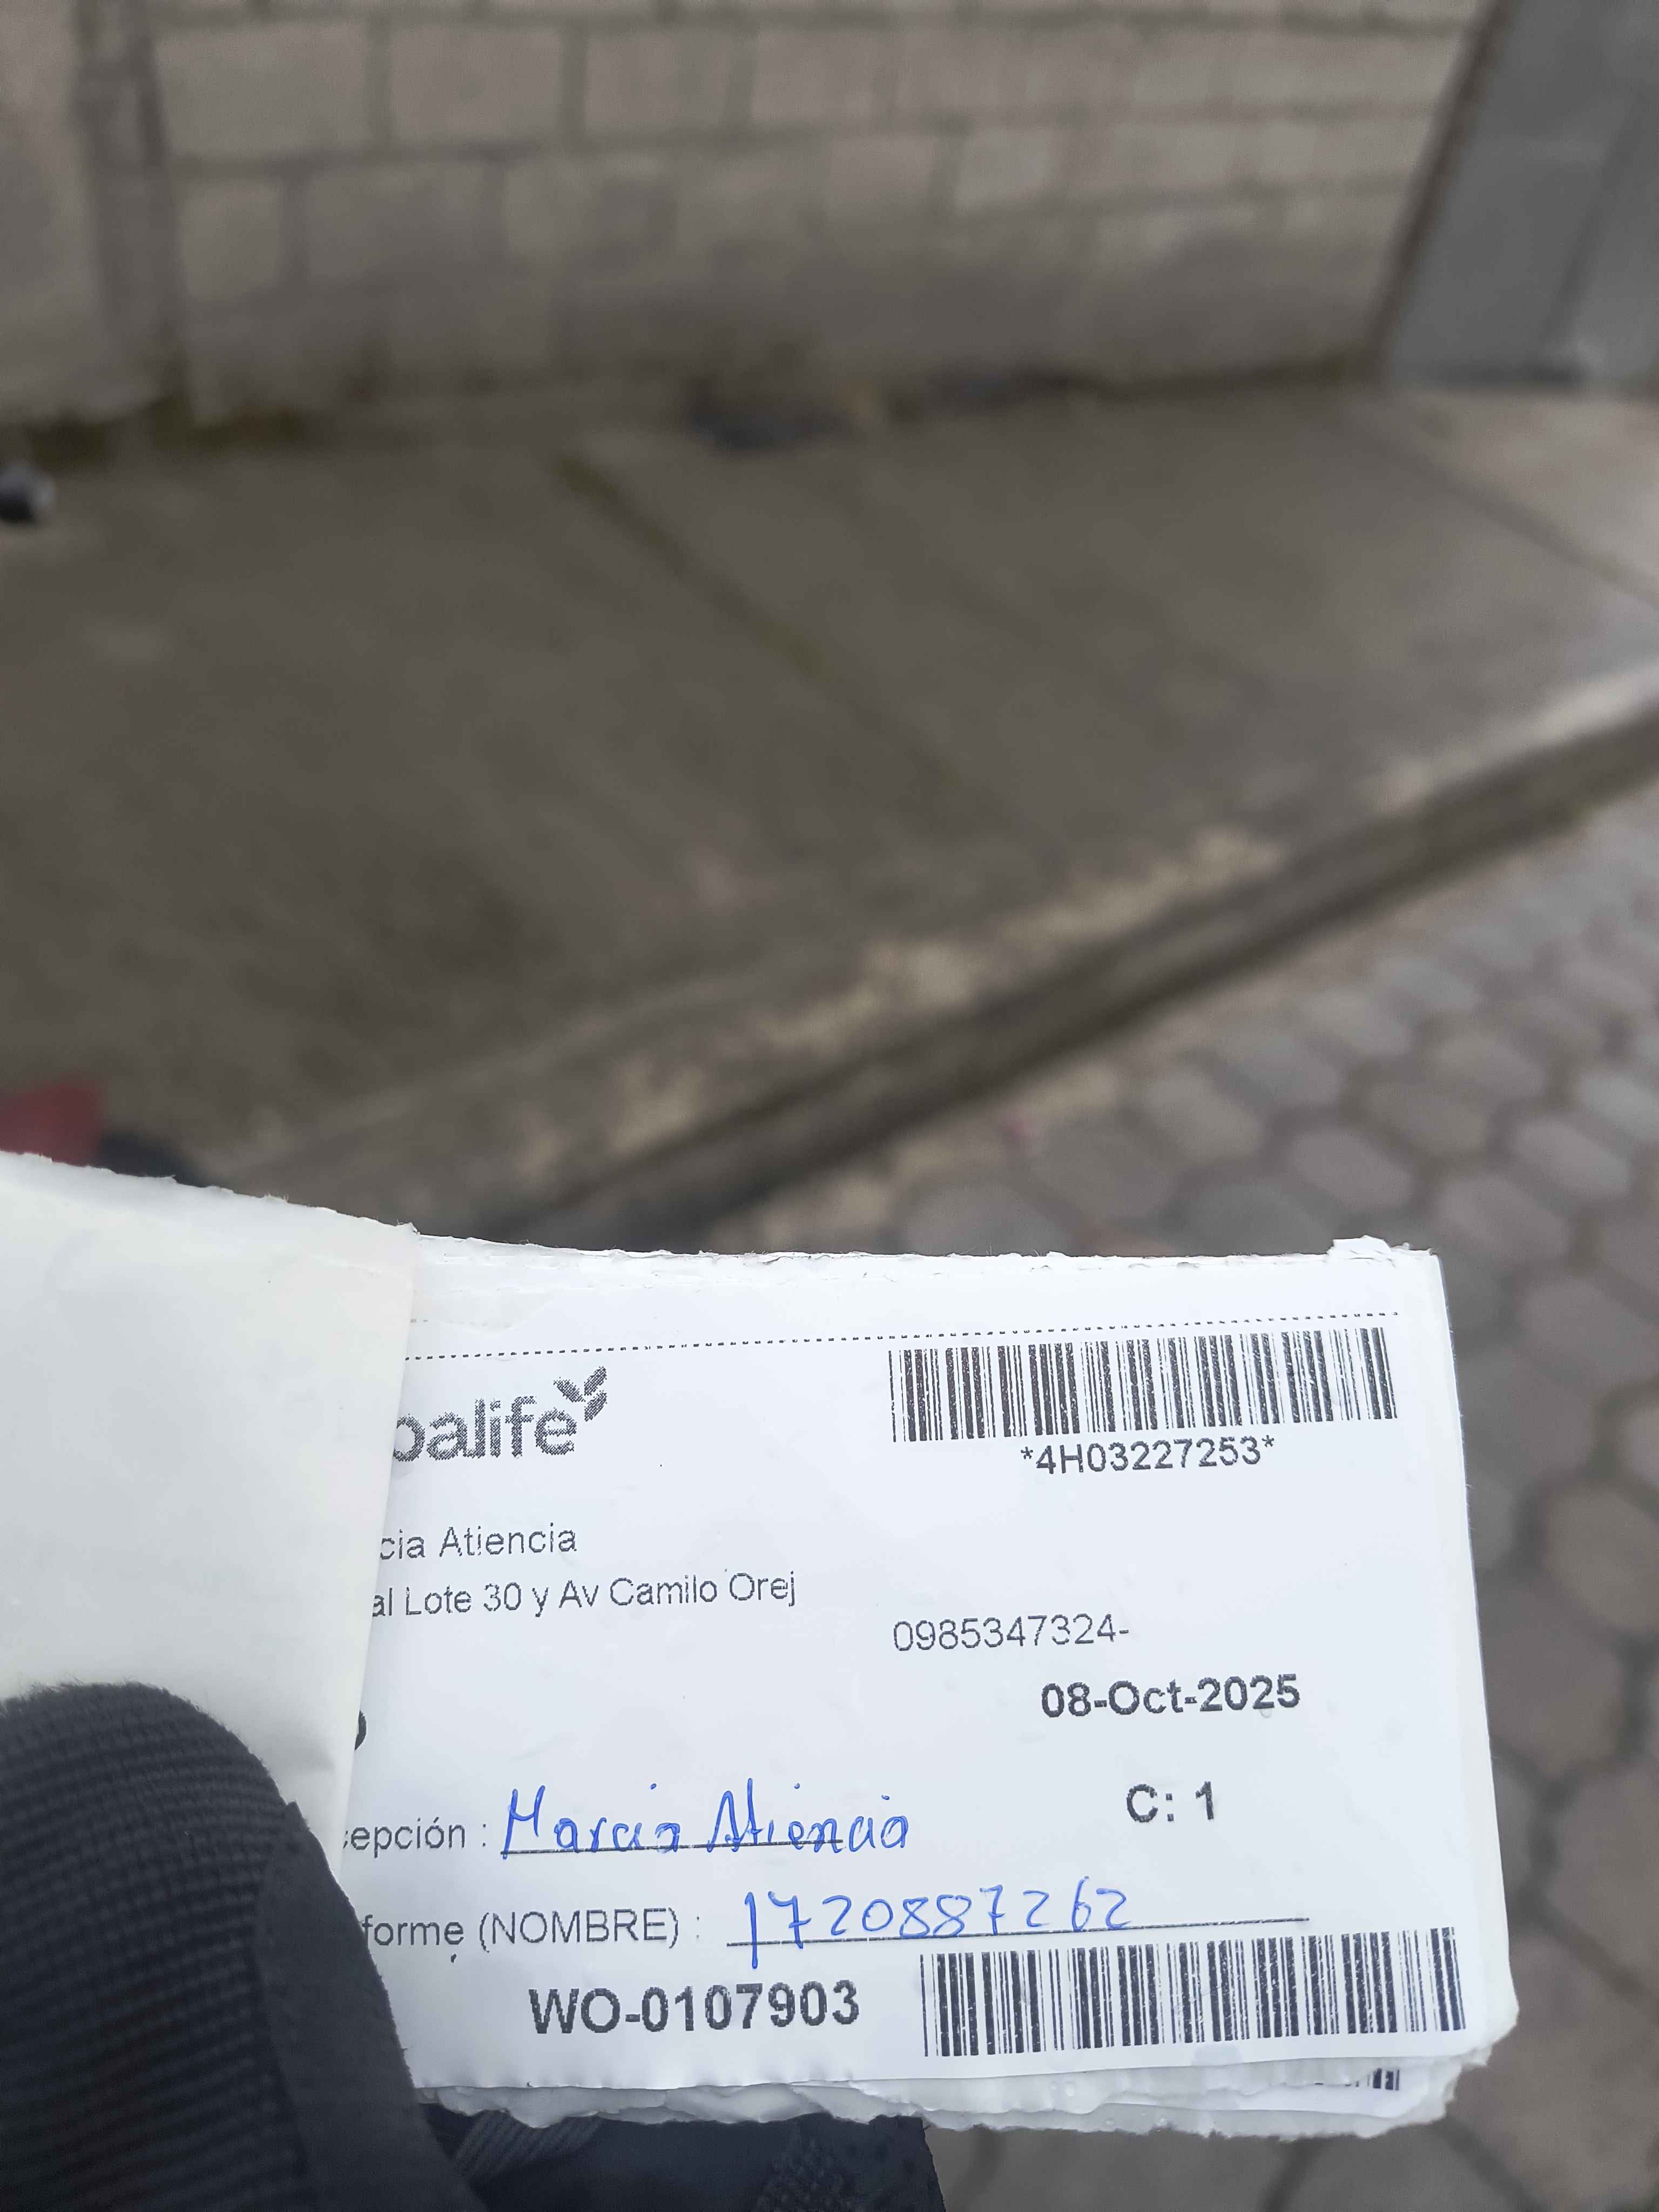 balife
*4H03227253*
cia Atiencia
al Lote 30 y Av Camilo Orej
0985347324-
08-Oct-2025
C: 1
cepción : Marcia Atiencia
forme (NOMBRE) : 1720887262
WO-0107903